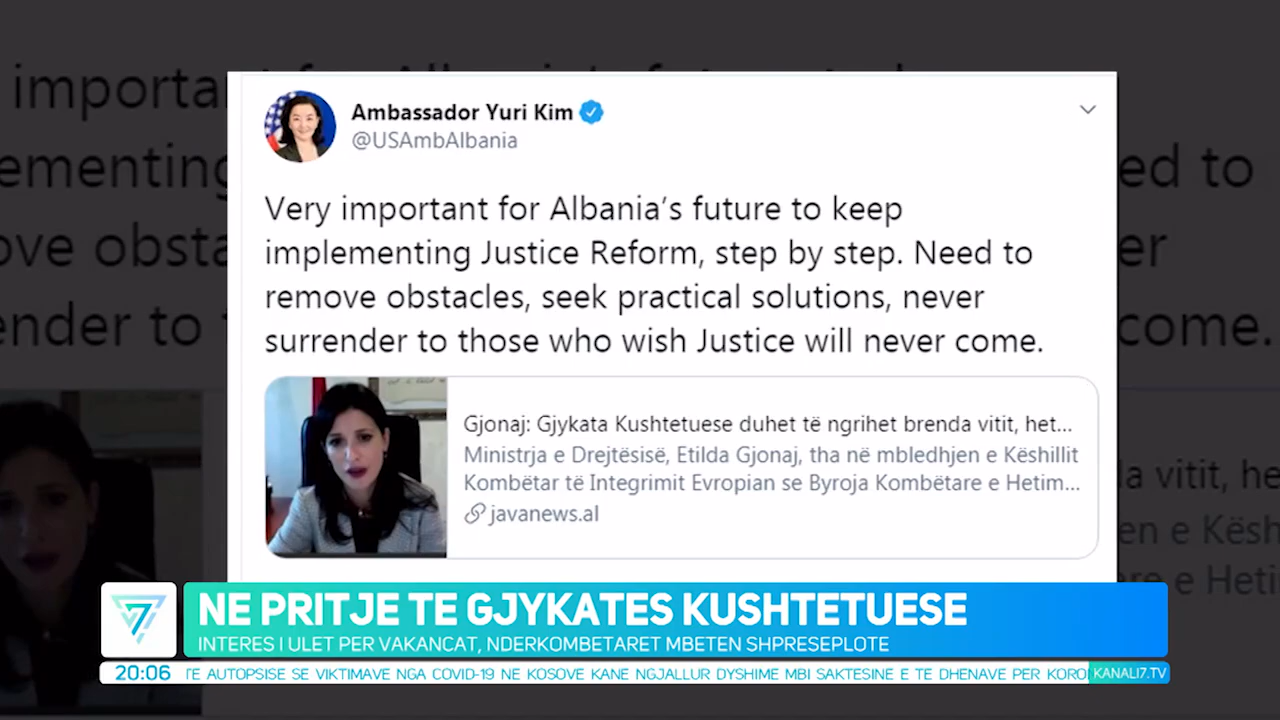 Ambassador Yuri Kim
@USAmbAlbania
Very important for Albania's future to keep
implementing Justice Reform, step by step. Need to
remove obstacles, seek practical solutions, never
surrender to those who wish Justice will never come.
Gjonaj: Gjykata Kushtetuese duhet të ngrihet brenda vitit, het...
Ministrja e Drejtësisë, Etilda Gjonaj, tha në mbledhjen e Këshillit
Kombëtar të Integrimit Evropian se Byroja Kombëtare e Hetim...
javanews.al
NE PRITJE TE GJYKATES KUSHTETUESE
INTERES I ULET PER VAKANCAT, NDERKOMBETARET MBETEN SHPRESEPLOTE
20:06 TE AUTOPSISE SE VIKTIMAVE NGA COVID-19 NE KOSOVE KANE NGJALLUR DYSHIME MBI SAKTESINE E TE DHENAVE PER KORO KANALI7.TV